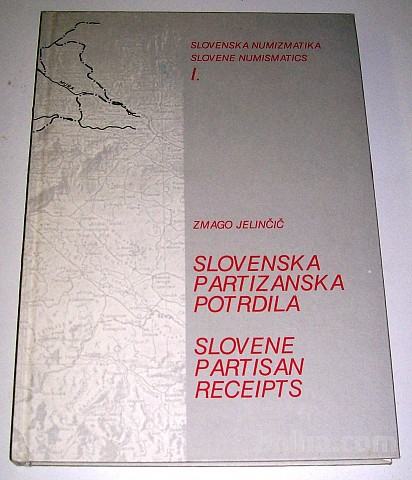 SLOVENSKA NUMIZMATIKA
SLOVENE NUMISMATICS
I.
ZMAGO JELINČIČ
SLOVENSKA
PARTIZANSKA
POTRDILA
SLOVENE
PARTISAN
RECEIPTS